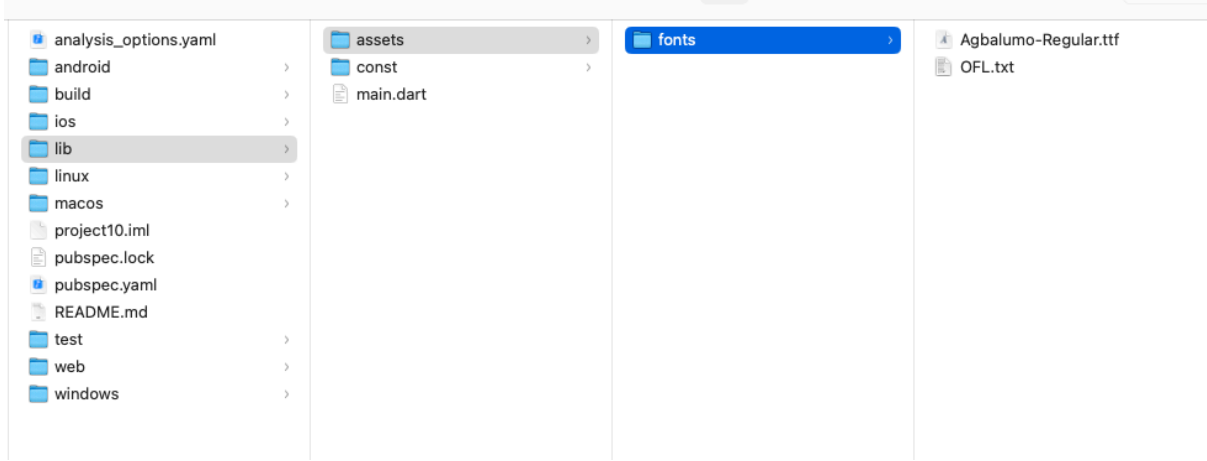 analysis_options.yaml
android
build
ios
lib
linux
macos
project10.iml
pubspec.lock
pubspec.yaml
README.md
test
web
windows
assets
const
main.dart
fonts
Agbalumo-Regular.ttf
OFL.txt